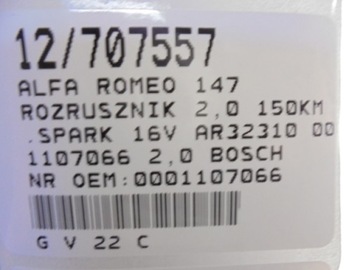 12/707557
ALFA ROMEO 147
ROZRUSZNIK 2,0 150KM
.SPARK 16V AR32310 00
1107066 2,0 BOSCH
NR OEM:0001107066
G V 22 C